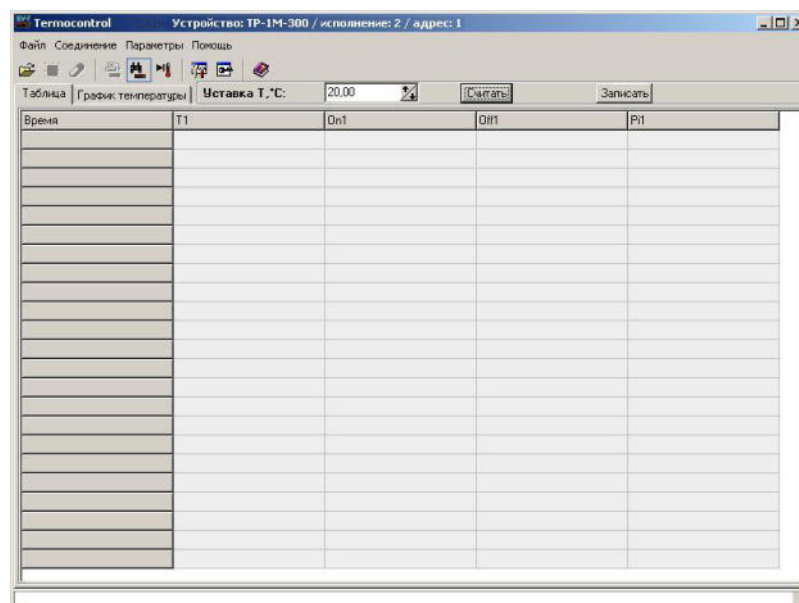 Termocontrol Устройство: ТР-1М-300 / исполнение: 2 / адрес: 1
Файл Соединение Параметры Помощь
Таблица График температуры Уставка Т,°С: 20,00 Считать Записать
Время T1 On1 Off1 Pi1